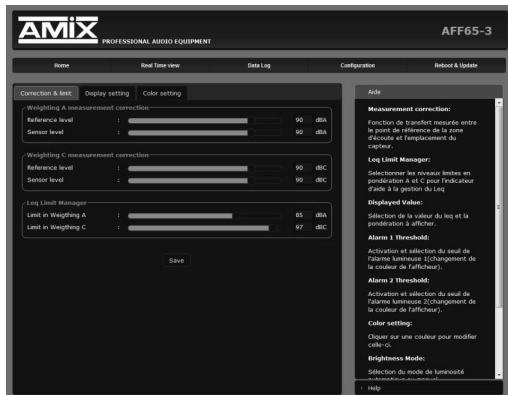 AMIX PROFESSIONAL AUDIO EQUIPMENT
AFF65-3
Home Real Time view Data Log Configuration Reboot & Update
Correction & limit Display setting Color setting
Weighting A measurement correction
Reference level : 90 dBA
Sensor level : 90 dBA
Weighting C measurement correction
Reference level : 90 dBC
Sensor level : 90 dBC
Leq Limit Manager
Limit in Weigthing A : 85 dBA
Limit in Weigthing C : 97 dBC
Save
Aide
Measurement correction:
Fonction de transfert mesurée entre
le point de référence de la zone
d'écoute et l'emplacement du
capteur.
Leq Limit Manager:
Selectionner les niveaux limites en
pondération A et C pour l'indicateur
d'aide à la gestion du Leq
Displayed Value:
Sélection de la valeur du leq et la
pondération à afficher.
Alarm 1 Threshold:
Activation et sélection du seuil de
l'alarme lumineuse 1(changement de
la couleur de l'afficheur).
Alarm 2 Threshold:
Activation et sélection du seuil de
l'alarme lumineuse 2(changement de
la couleur de l'afficheur).
Color setting:
Cliquer sur une couleur pour modifier
celle-ci.
Brightness Mode:
Sélection du mode de luminosité
Help